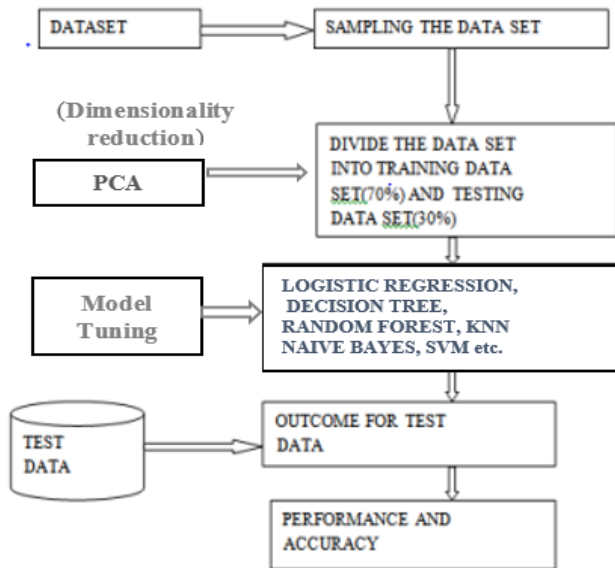 DATASET
SAMPLING THE DATA SET
(Dimensionality
reduction)
PCA
DIVIDE THE DATA SET
INTO TRAINING DATA
SET(70%) AND TESTING
DATA SET(30%)
Model
Tuning
LOGISTIC REGRESSION,
DECISION TREE,
RANDOM FOREST, KNN
NAIVE BAYES, SVM etc.
TEST
DATA
OUTCOME FOR TEST
DATA
PERFORMANCE AND
ACCURACY